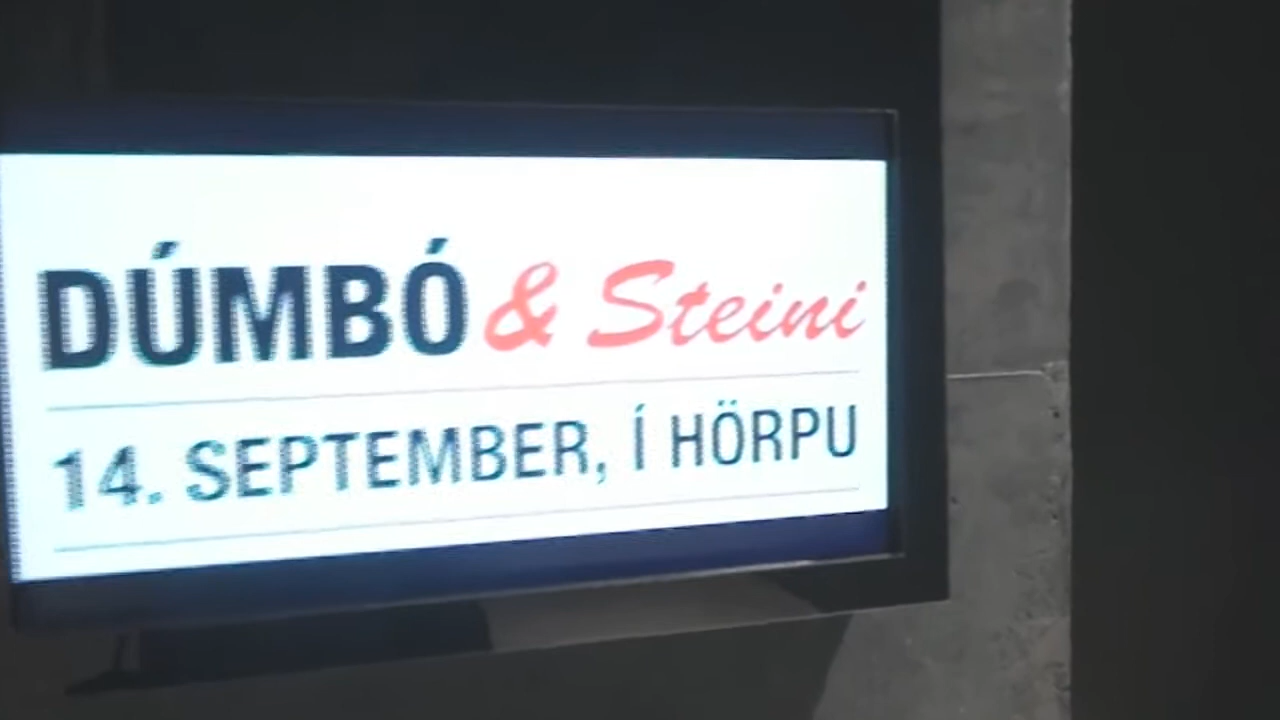 DÚMBÓ & Steini
14. SEPTEMBER, Í HÖRPU